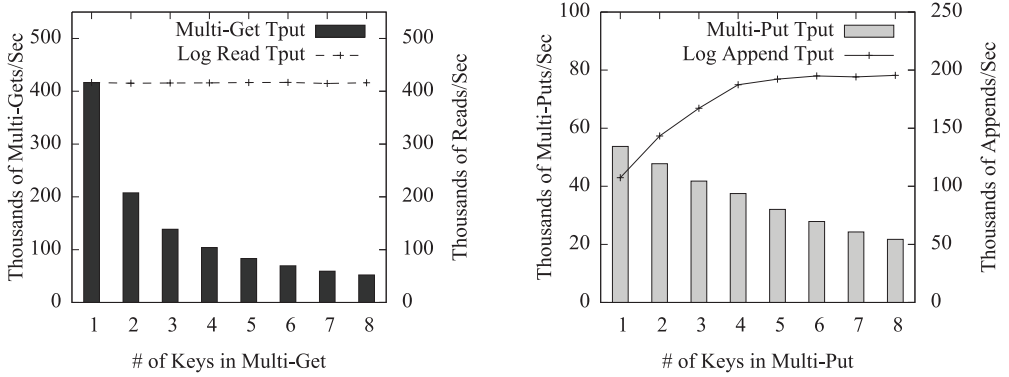 Multi-Get Tput
Log Read Tput
Thousands of Multi-Gets/Sec
500
400
300
200
100
0
Thousands of Reads/Sec
500
400
300
200
100
0
1 2 3 4 5 6 7 8
# of Keys in Multi-Get
Multi-Put Tput
Log Append Tput
Thousands of Multi-Puts/Sec
100
80
60
40
20
0
Thousands of Appends/Sec
250
200
150
100
50
0
1 2 3 4 5 6 7 8
# of Keys in Multi-Put